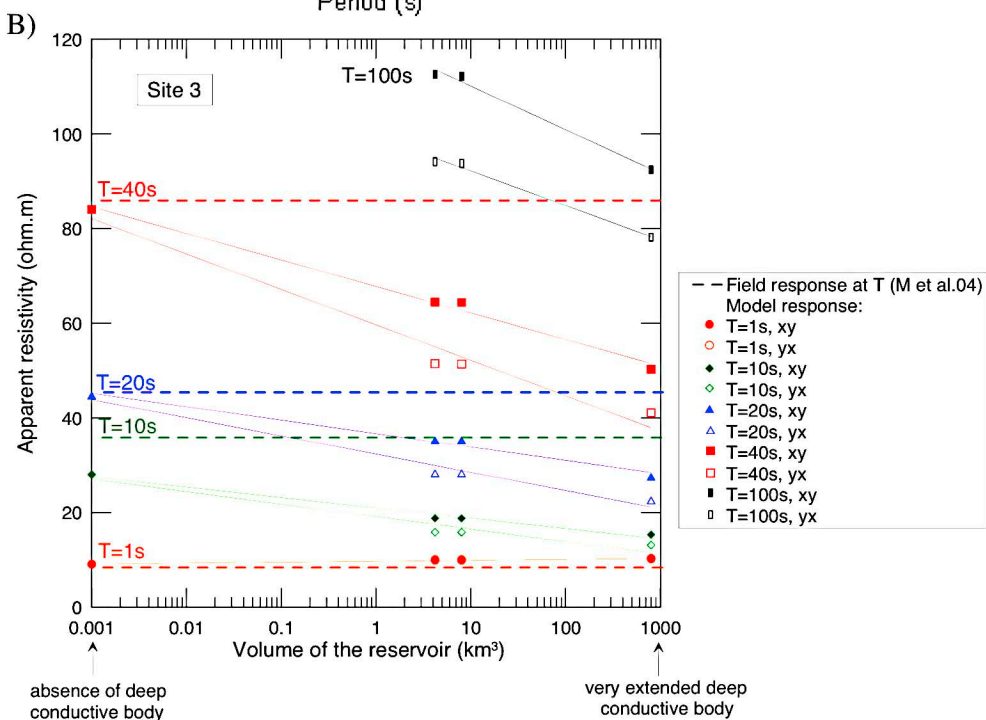 Period (s)
B)
120
100
80
60
40
20
0
Apparent resistivity (ohm.m)
Site 3
T=100s
T=40s
T=20s
T=10s
T=1s
0.001 0.01 0.1 1 10 100 1000
Volume of the reservoir (km³)
absence of deep
conductive body
very extended deep
conductive body
Field response at T (M et al.04)
Model response:
T=1s, xy
T=1s, yx
T=10s, xy
T=10s, yx
T=20s, xy
T=20s, yx
T=40s, xy
T=40s, yx
T=100s, xy
T=100s, yx